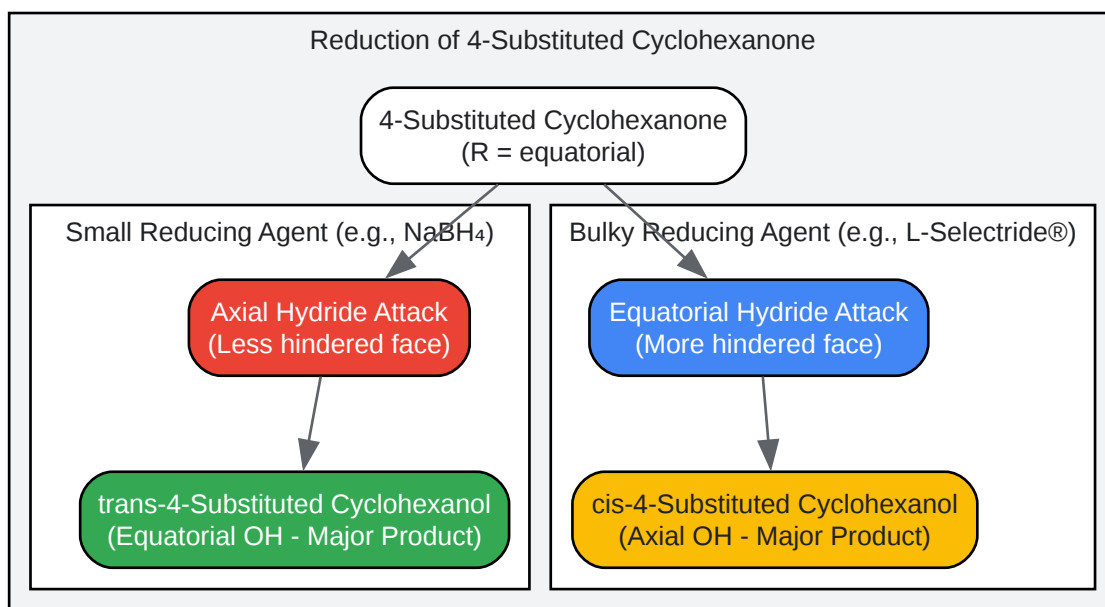 Reduction of 4-Substituted Cyclohexanone
4-Substituted Cyclohexanone
(R = equatorial)
Small Reducing Agent (e.g., NaBH₄)
Axial Hydride Attack
(Less hindered face)
trans-4-Substituted Cyclohexanol
(Equatorial OH - Major Product)
Bulky Reducing Agent (e.g., L-Selectride®)
Equatorial Hydride Attack
(More hindered face)
cis-4-Substituted Cyclohexanol
(Axial OH - Major Product)